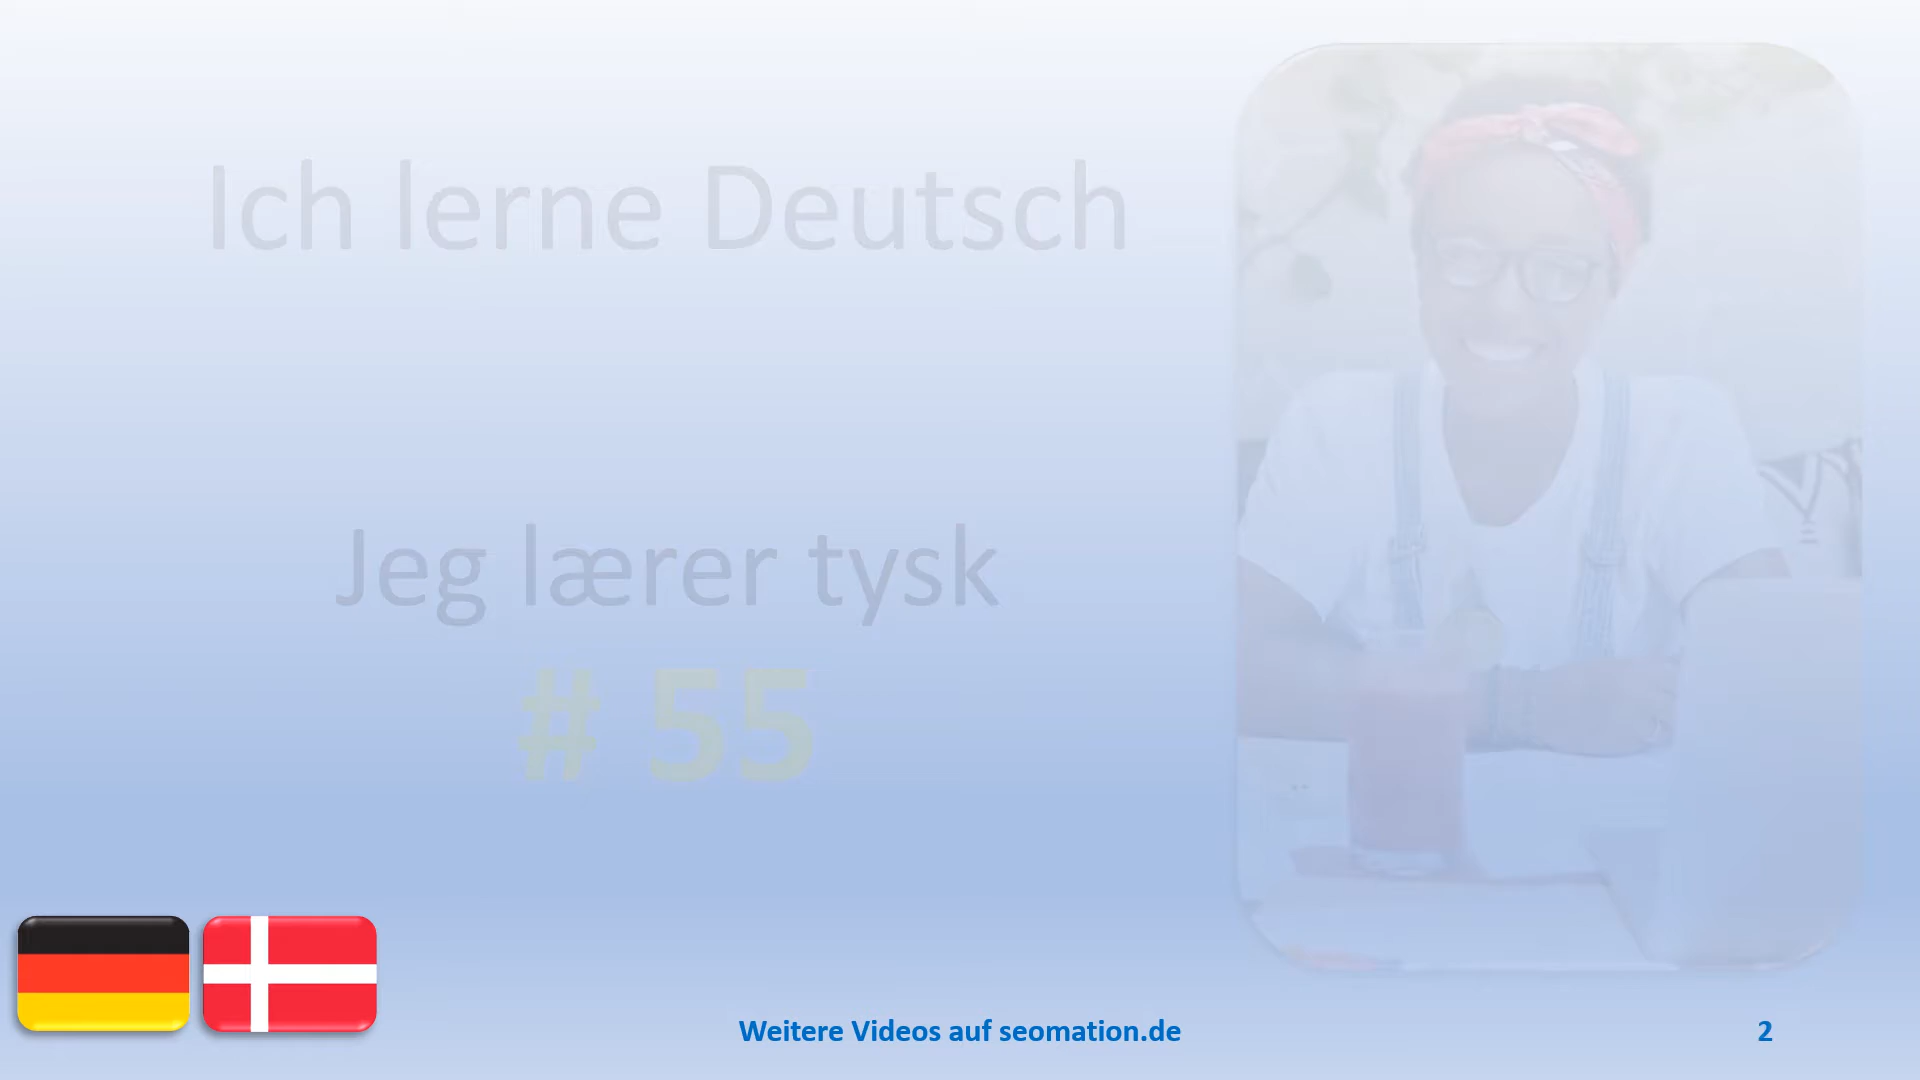 Ich lerne Deutsch
Jeg lærer tysk
# 55
Weitere Videos auf seomation.de
2